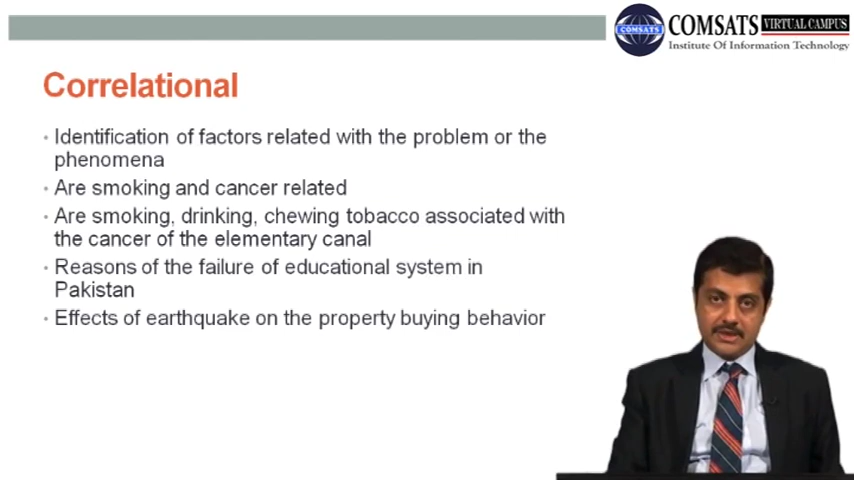 COMSATS
COMSATS VIRTUAL CAMPUS
Institute Of Information Technology
Correlational
• Identification of factors related with the problem or the
phenomena
• Are smoking and cancer related
• Are smoking, drinking, chewing tobacco associated with
the cancer of the elementary canal
• Reasons of the failure of educational system in
Pakistan
• Effects of earthquake on the property buying behavior